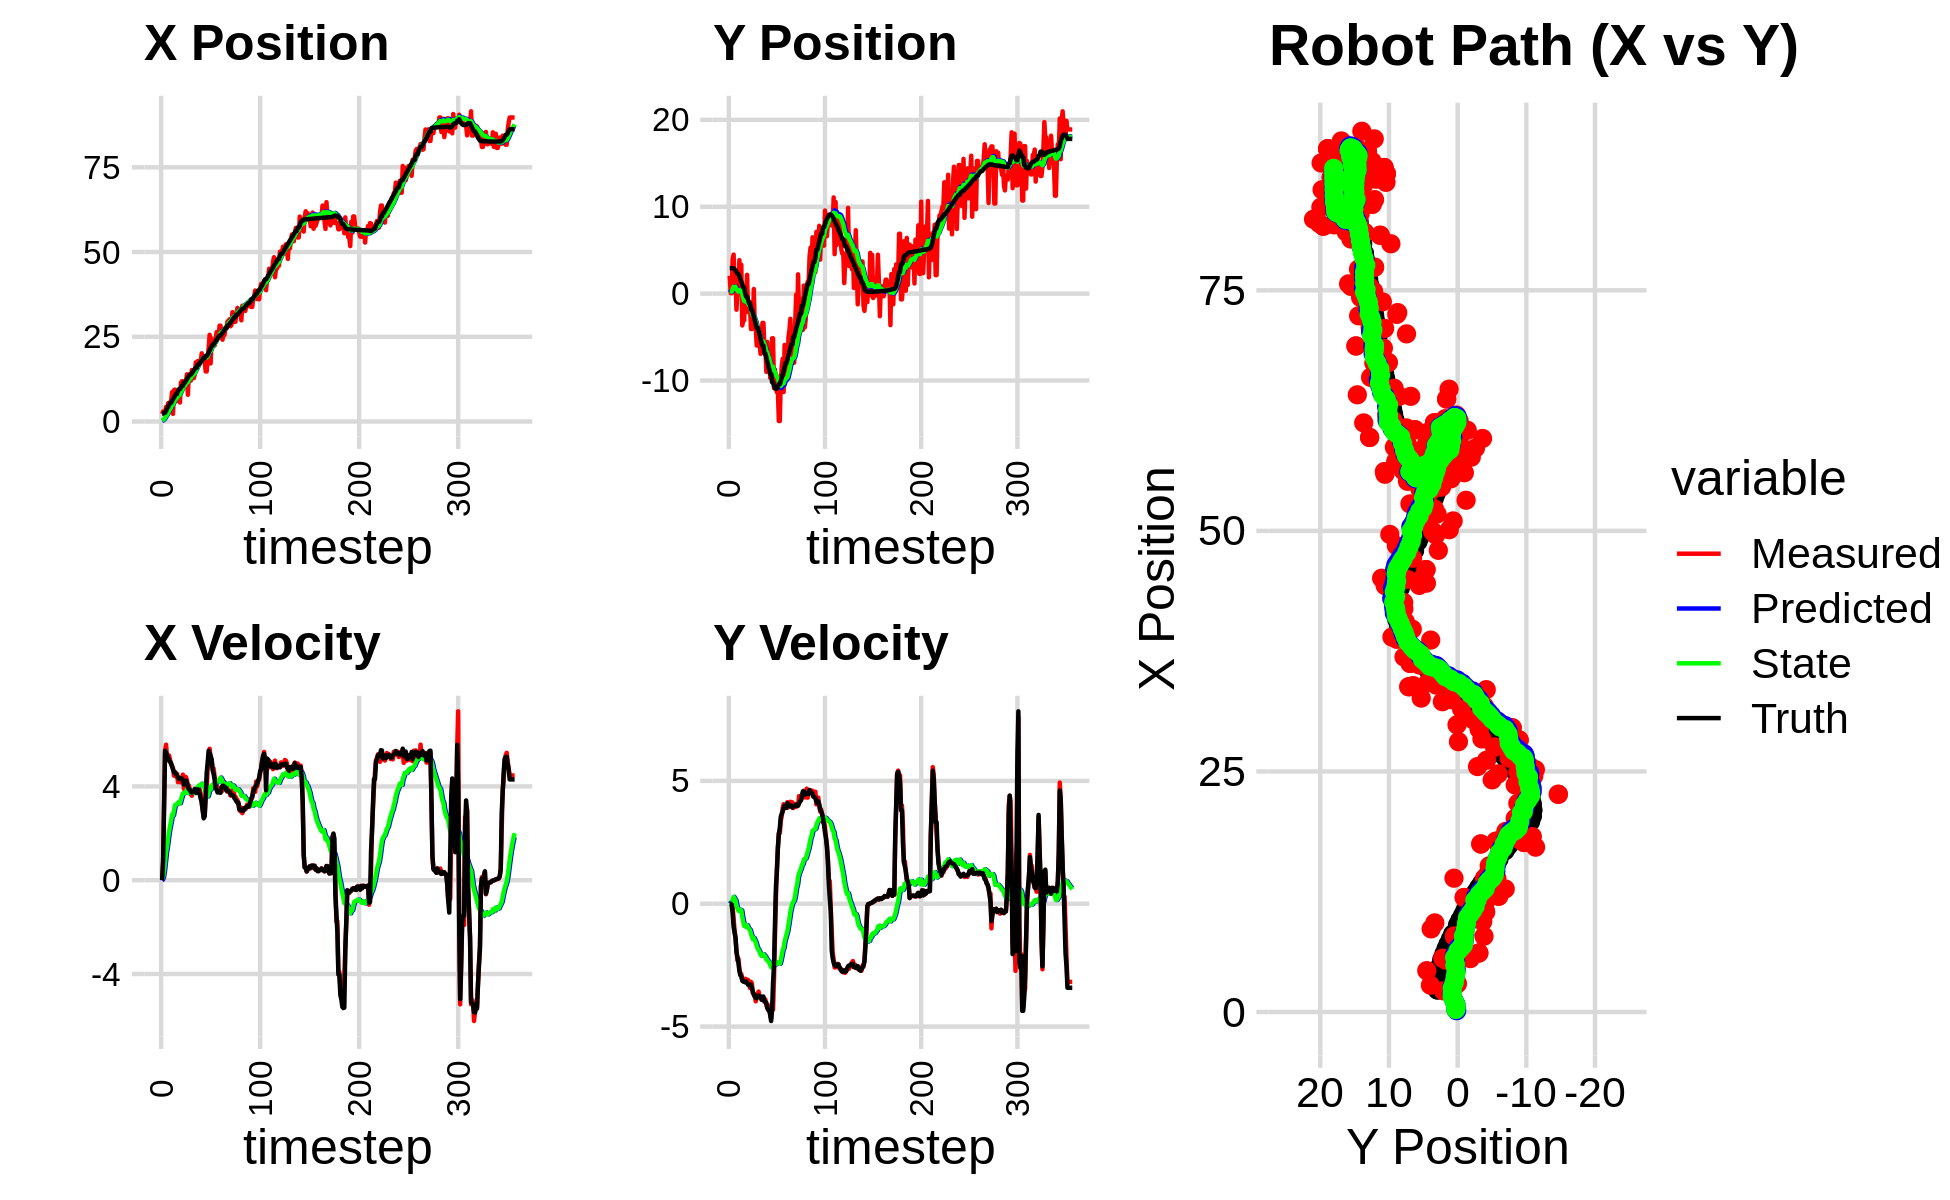 X Position
75
50
25
0
0
100
200
300
timestep
Y Position
20
10
0
-10
0
100
200
300
timestep
X Velocity
4
0
-4
0
100
200
300
timestep
Y Velocity
5
0
-5
0
100
200
300
timestep
Robot Path (X vs Y)
X Position
75
50
25
0
20 10 0 -10 -20
Y Position
variable
Measured
Predicted
State
Truth